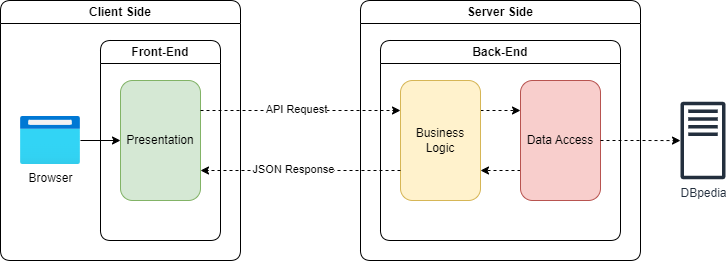 Client Side
Server Side
Front-End
Back-End
API Request
Presentation
Business
Logic
Data Access
JSON Response
Browser
DBpedia